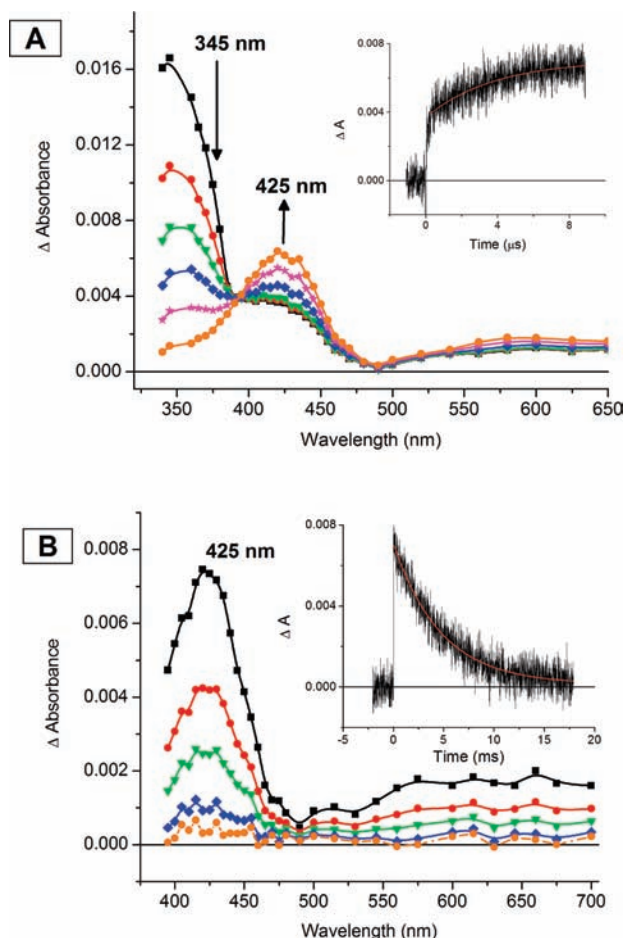 A
345 nm
425 nm
Δ Absorbance
0.016
0.012
0.008
0.004
0.000
350 400 450 500 550 600 650
Wavelength (nm)
Δ A
0.008
0.004
0.000
0 4 8
Time (μs)
B
425 nm
Δ Absorbance
0.008
0.006
0.004
0.002
0.000
400 450 500 550 600 650 700
Wavelength (nm)
Δ A
0.008
0.004
0.000
-5 0 5 10 15 20
Time (ms)